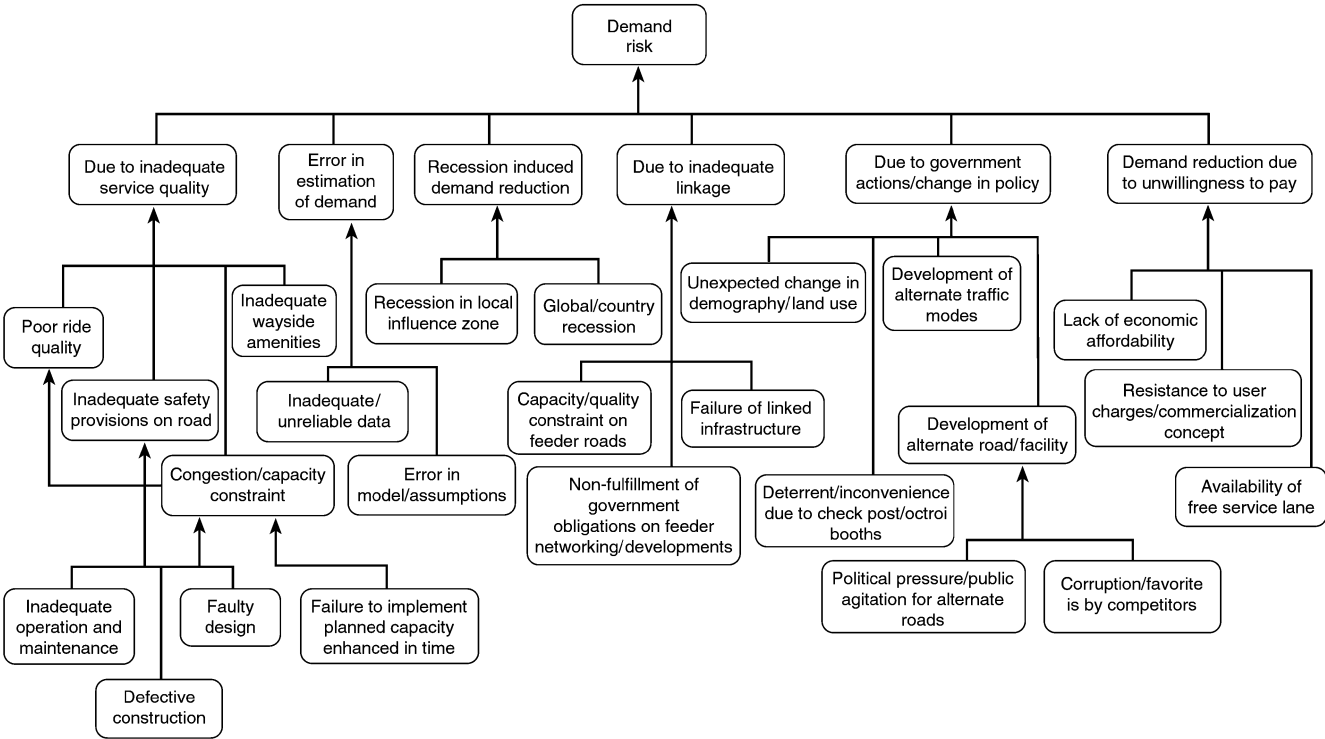 Demand
risk
Due to inadequate
service quality
Error in
estimation
of demand
Recession induced
demand reduction
Due to inadequate
linkage
Due to government
actions/change in policy
Demand reduction due
to unwillingness to pay
Poor ride
quality
Inadequate
wayside
amenities
Recession in local
influence zone
Global/country
recession
Unexpected change in
demography/land use
Development of
alternate traffic
modes
Lack of economic
affordability
Inadequate safety
provisions on road
Inadequate/
unreliable data
Capacity/quality
constraint on
feeder roads
Failure of linked
infrastructure
Development of
alternate road/facility
Resistance to user
charges/commercialization
concept
Congestion/capacity
constraint
Error in
model/assumptions
Non-fulfillment of
government
obligations on feeder
networking/developments
Deterrent/inconvenience
due to check post/octroi
booths
Availability of
free service lane
Inadequate
operation and
maintenance
Faulty
design
Failure to implement
planned capacity
enhanced in time
Political pressure/public
agitation for alternate
roads
Corruption/favorite
is by competitors
Defective
construction